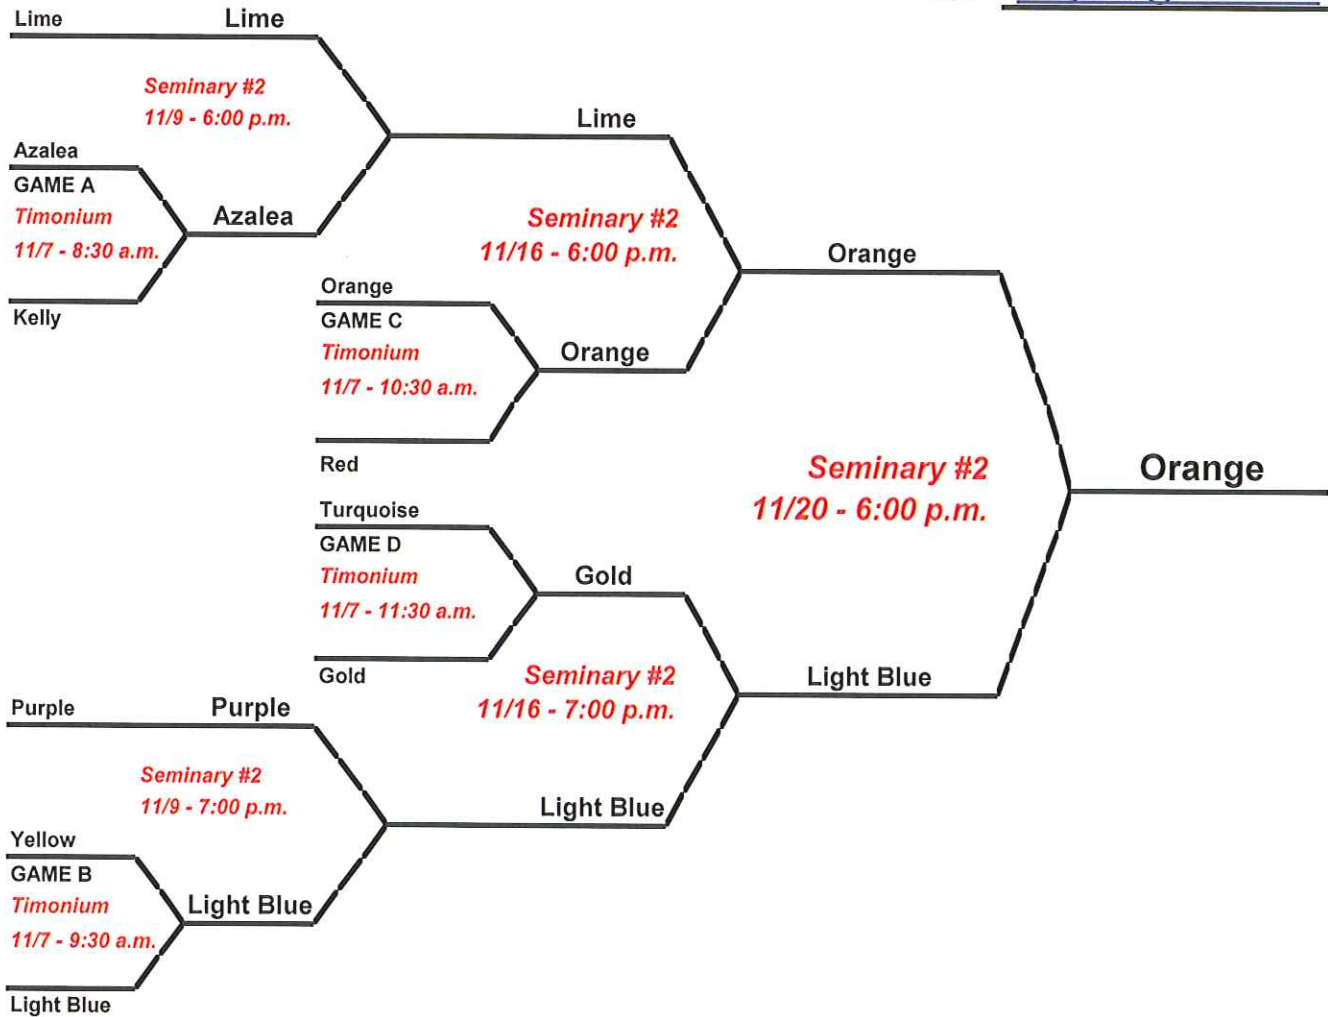 Lime
Lime
Seminary #2
11/9 - 6:00 p.m.
Azalea
GAME A
Timonium
11/7 - 8:30 a.m.
Azalea
Kelly
Lime
Seminary #2
11/16 - 6:00 p.m.
Orange
GAME C
Timonium
11/7 - 10:30 a.m.
Orange
Red
Orange
Seminary #2
11/20 - 6:00 p.m.
Orange
Turquoise
GAME D
Timonium
11/7 - 11:30 a.m.
Gold
Gold
Seminary #2
11/16 - 7:00 p.m.
Light Blue
Purple
Purple
Seminary #2
11/9 - 7:00 p.m.
Light Blue
Yellow
GAME B
Timonium
11/7 - 9:30 a.m.
Light Blue
Light Blue